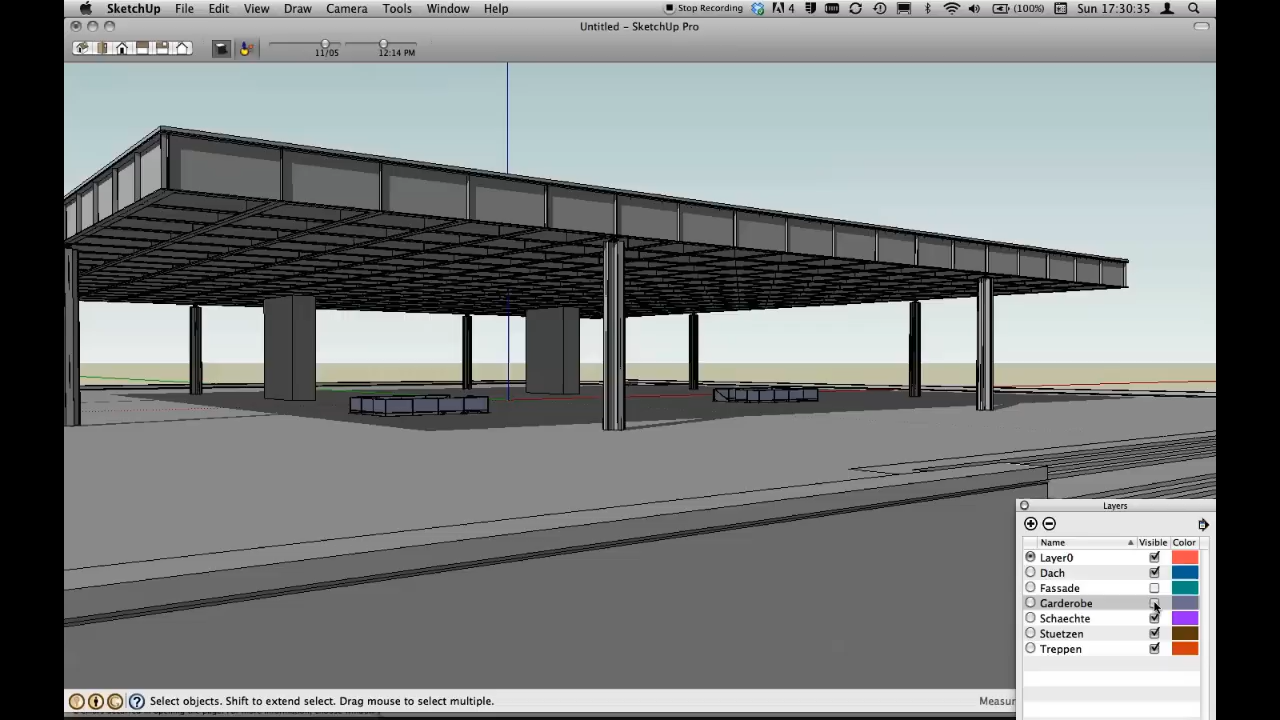 SketchUp File Edit View Draw Camera Tools Window Help Stop Recording 4 (100%) Sun 17:30:35
Untitled – SketchUp Pro
11/05 12:14 PM
Layers
Name Visible Color
Layer0
Dach
Fassade
Garderobe
Schaechte
Stuetzen
Treppen
Select objects. Shift to extend select. Drag mouse to select multiple. Measur